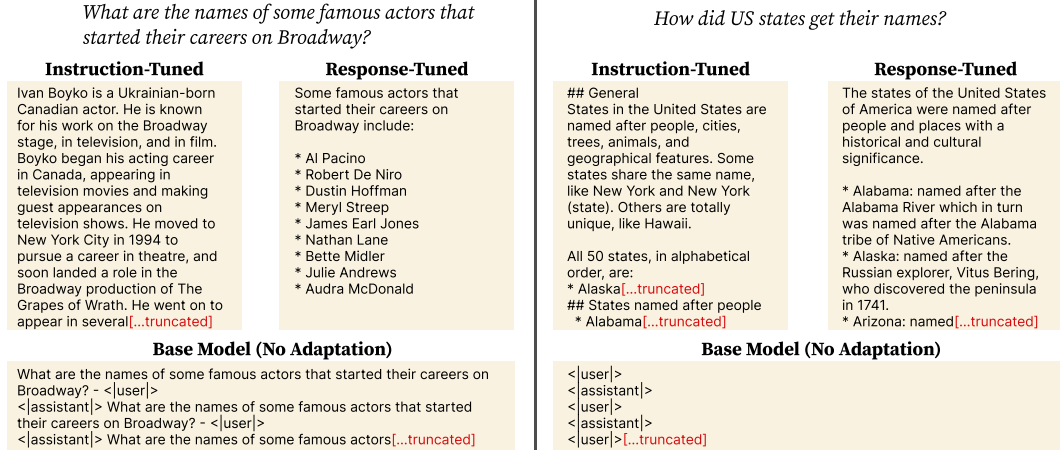 What are the names of some famous actors that
started their careers on Broadway?
Instruction-Tuned
Ivan Boyko is a Ukrainian-born
Canadian actor. He is known
for his work on the Broadway
stage, in television, and in film.
Boyko began his acting career
in Canada, appearing in
television movies and making
guest appearances on
television shows. He moved to
New York City in 1994 to
pursue a career in theatre, and
soon landed a role in the
Broadway production of The
Grapes of Wrath. He went on to
appear in several[...truncated]
Response-Tuned
Some famous actors that
started their careers on
Broadway include:
* Al Pacino
* Robert De Niro
* Dustin Hoffman
* Meryl Streep
* James Earl Jones
* Nathan Lane
* Bette Midler
* Julie Andrews
* Audra McDonald
Base Model (No Adaptation)
What are the names of some famous actors that started their careers on
Broadway? - <|user|>
<|assistant|> What are the names of some famous actors that started
their careers on Broadway? - <|user|>
<|assistant|> What are the names of some famous actors[...truncated]
How did US states get their names?
Instruction-Tuned
## General
States in the United States are
named after people, cities,
trees, animals, and
geographical features. Some
states share the same name,
like New York and New York
(state). Others are totally
unique, like Hawaii.
All 50 states, in alphabetical
order, are:
* Alaska[...truncated]
## States named after people
* Alabama[...truncated]
Response-Tuned
The states of the United States
of America were named after
people and places with a
historical and cultural
significance.
* Alabama: named after the
Alabama River which in turn
was named after the Alabama
tribe of Native Americans.
* Alaska: named after the
Russian explorer, Vitus Bering,
who discovered the peninsula
in 1741.
* Arizona: named[...truncated]
Base Model (No Adaptation)
<|user|>
<|assistant|>
<|user|>
<|assistant|>
<|user|>[...truncated]